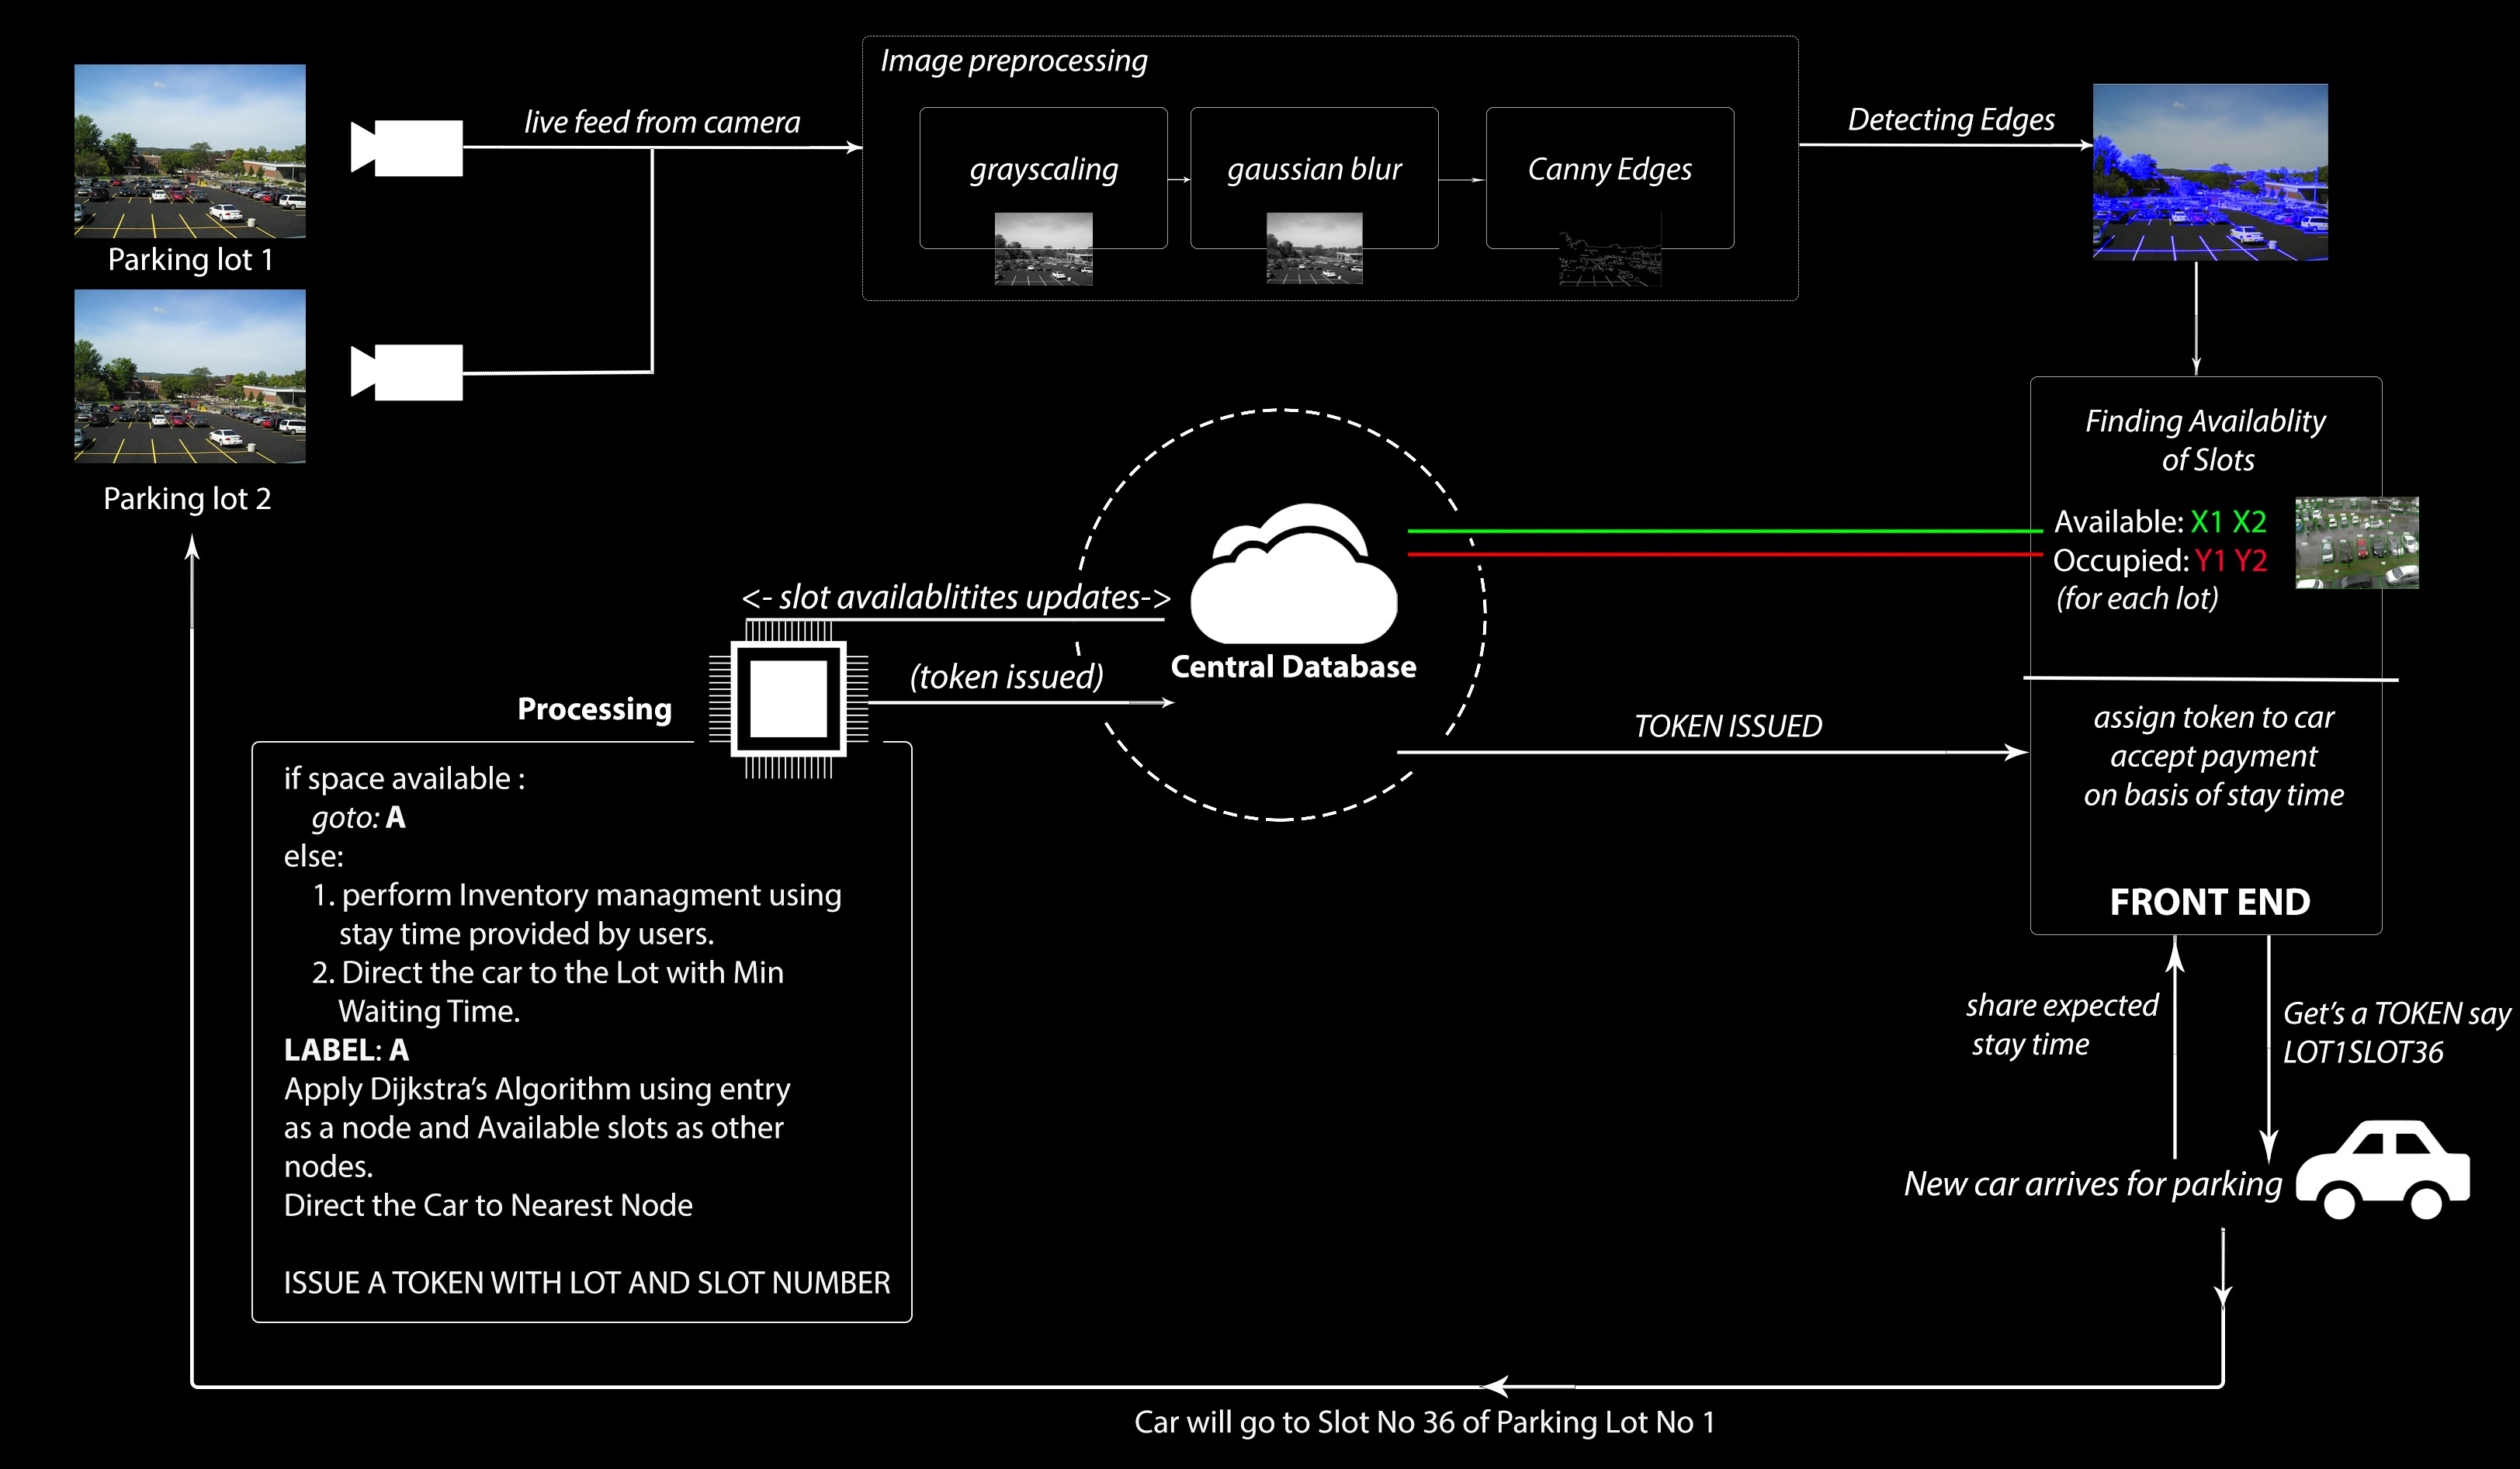 Image preprocessing
live feed from camera
grayscaling
gaussian blur
Canny Edges
Detecting Edges
Parking lot 1
Parking lot 2
Finding Availablity
of Slots
Available: X1 X2
Occupied: Y1 Y2
(for each lot)
<- slot availablitites updates->
Central Database
(token issued)
Processing
TOKEN ISSUED
assign token to car
accept payment
on basis of stay time
FRONT END
if space available :
goto: A
else:
1. perform Inventory managment using
stay time provided by users.
2. Direct the car to the Lot with Min
Waiting Time.
LABEL: A
Apply Dijkstra’s Algorithm using entry
as a node and Available slots as other
nodes.
Direct the Car to Nearest Node
ISSUE A TOKEN WITH LOT AND SLOT NUMBER
share expected
stay time
Get’s a TOKEN say
LOT1SLOT36
New car arrives for parking
Car will go to Slot No 36 of Parking Lot No 1